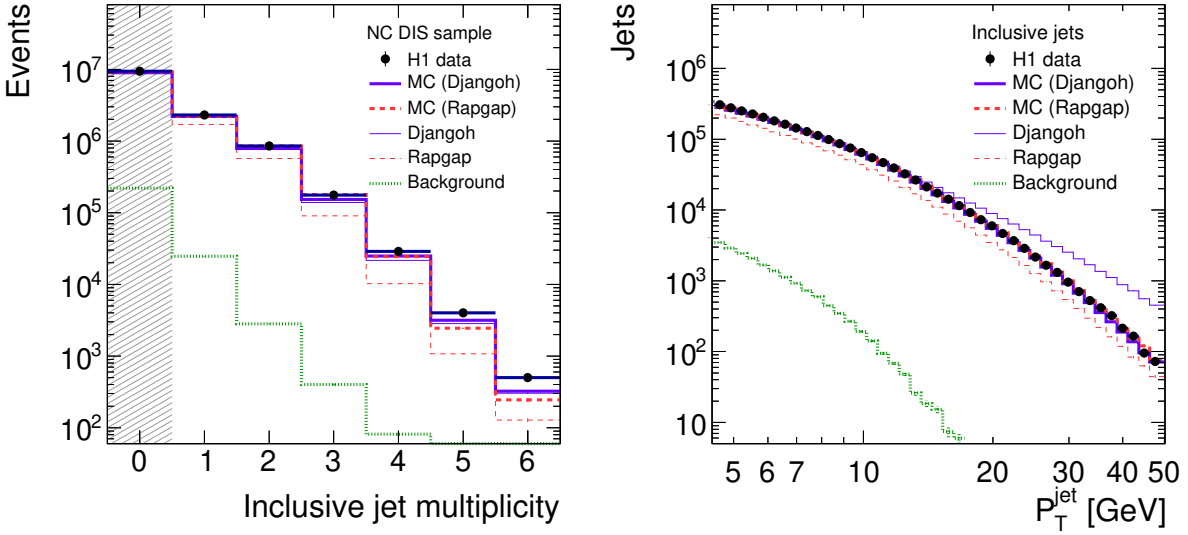 Events
NC DIS sample
H1 data
MC (Djangoh)
MC (Rapgap)
Djangoh
Rapgap
Background
10^7
10^6
10^5
10^4
10^3
10^2
0 1 2 3 4 5 6
Inclusive jet multiplicity
Jets
Inclusive jets
H1 data
MC (Djangoh)
MC (Rapgap)
Djangoh
Rapgap
Background
10^6
10^5
10^4
10^3
10^2
10
5 6 7 10 20 30 40 50
P_T^jet [GeV]